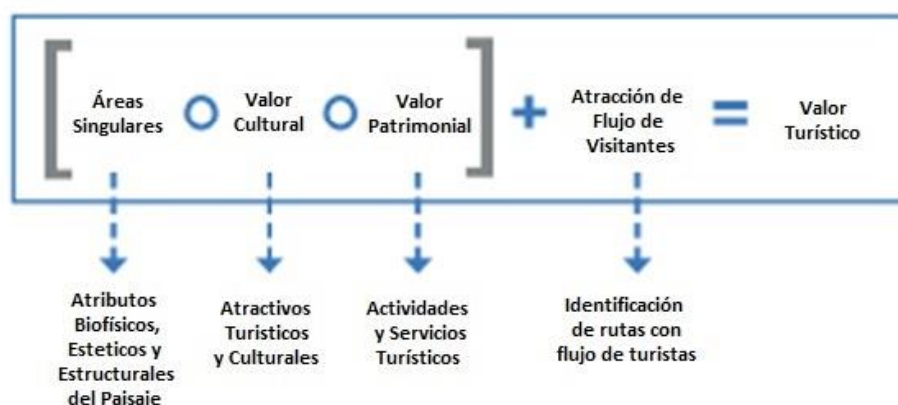 Áreas
Singulares
Valor
Cultural
Valor
Patrimonial
Atracción de
Flujo de
Visitantes
Valor
Turístico
Atributos
Biofísicos,
Esteticos y
Estructurales
del Paisaje
Atractivos
Turisticos
y Culturales
Actividades
y Servicios
Turísticos
Identificación
de rutas con
flujo de turistas